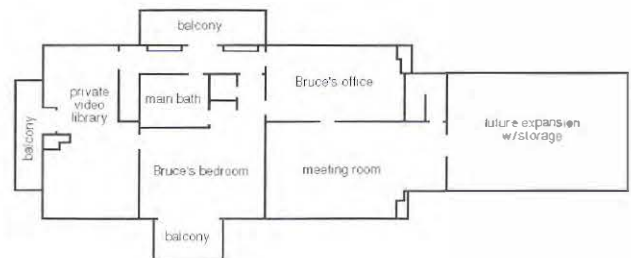 balcony
private
video
library
main bath
Bruce's office
balcony
Bruce's bedroom
meeting room
future expansion
w/storage
balcony